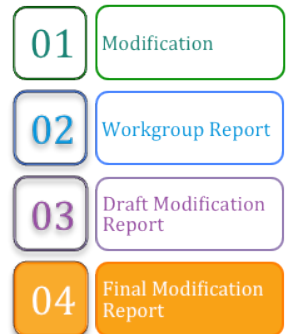 01
Modification
02
Workgroup Report
03
Draft Modification
Report
04
Final Modification
Report